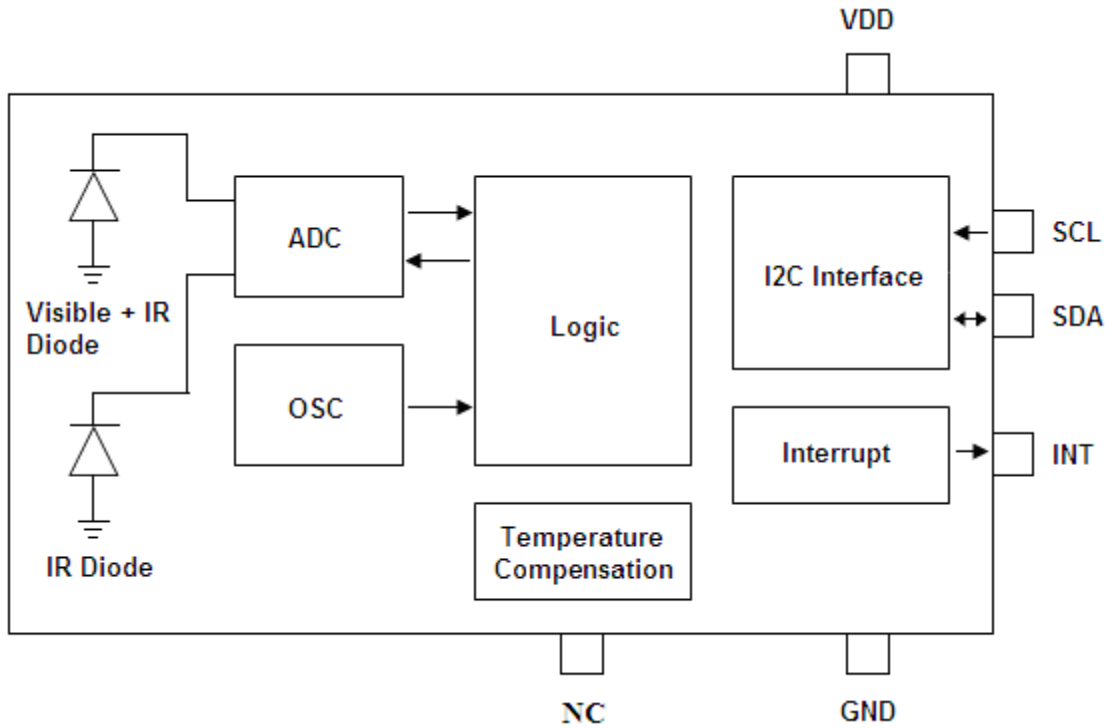 VDD
ADC
Visible + IR
Diode
OSC
IR Diode
Logic
Temperature
Compensation
I2C Interface
Interrupt
SCL
SDA
INT
NC
GND